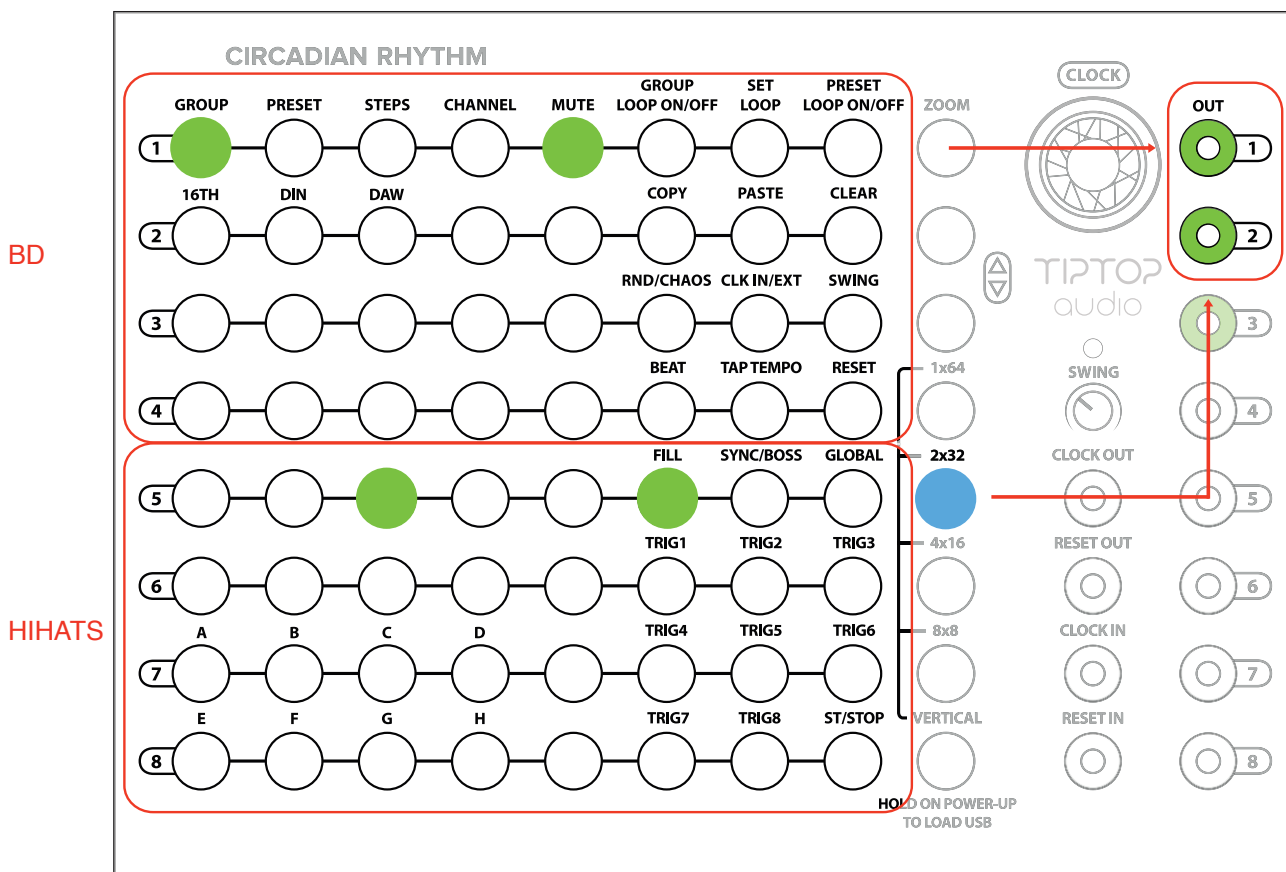 CIRCADIAN RHYTHM
CLOCK
GROUP PRESET STEPS CHANNEL MUTE GROUP LOOP ON/OFF SET LOOP PRESET LOOP ON/OFF ZOOM OUT
1 1
16TH DIN DAW COPY PASTE CLEAR
2 2
BD
RND/CHAOS CLK IN/EXT SWING
TIPTOP
audio
3 3
BEAT TAP TEMPO RESET 1x64 SWING
4 4
FILL SYNC/BOSS GLOBAL 2x32 CLOCK OUT
5 5
TRIG1 TRIG2 TRIG3 4x16 RESET OUT
6 6
HIHATS
A B C D TRIG4 TRIG5 TRIG6 8x8 CLOCK IN
7 7
E F G H TRIG7 TRIG8 ST/STOP VERTICAL RESET IN
8 8
HOLD ON POWER-UP
TO LOAD USB